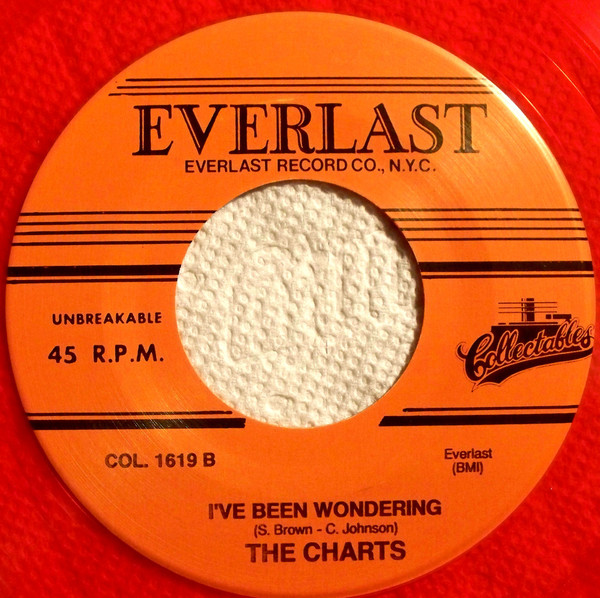 EVERLAST
EVERLAST RECORD CO., N.Y.C.
UNBREAKABLE
45 R.P.M.
Collectables
COL. 1619 B
Everlast
(BMI)
I'VE BEEN WONDERING
(S. Brown - C. Johnson)
THE CHARTS